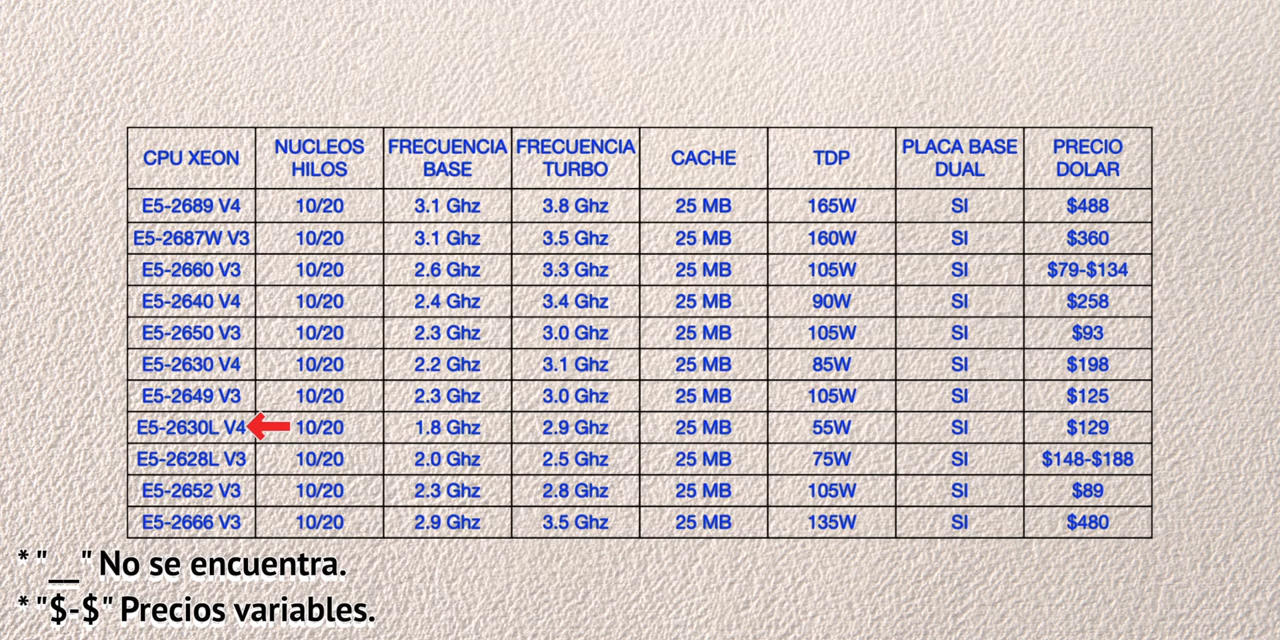 CPU XEON NUCLEOS HILOS FRECUENCIA BASE FRECUENCIA TURBO CACHE TDP PLACA BASE DUAL PRECIO DOLAR
E5-2689 V4 10/20 3.1 Ghz 3.8 Ghz 25 MB 165W SI $488
E5-2687W V3 10/20 3.1 Ghz 3.5 Ghz 25 MB 160W SI $360
E5-2660 V3 10/20 2.6 Ghz 3.3 Ghz 25 MB 105W SI $79-$134
E5-2640 V4 10/20 2.4 Ghz 3.4 Ghz 25 MB 90W SI $258
E5-2650 V3 10/20 2.3 Ghz 3.0 Ghz 25 MB 105W SI $93
E5-2630 V4 10/20 2.2 Ghz 3.1 Ghz 25 MB 85W SI $198
E5-2649 V3 10/20 2.3 Ghz 3.0 Ghz 25 MB 105W SI $125
E5-2630L V4 10/20 1.8 Ghz 2.9 Ghz 25 MB 55W SI $129
E5-2628L V3 10/20 2.0 Ghz 2.5 Ghz 25 MB 75W SI $148-$188
E5-2652 V3 10/20 2.3 Ghz 2.8 Ghz 25 MB 105W SI $89
E5-2666 V3 10/20 2.9 Ghz 3.5 Ghz 25 MB 135W SI $480
* "__" No se encuentra.
* "$-$" Precios variables.